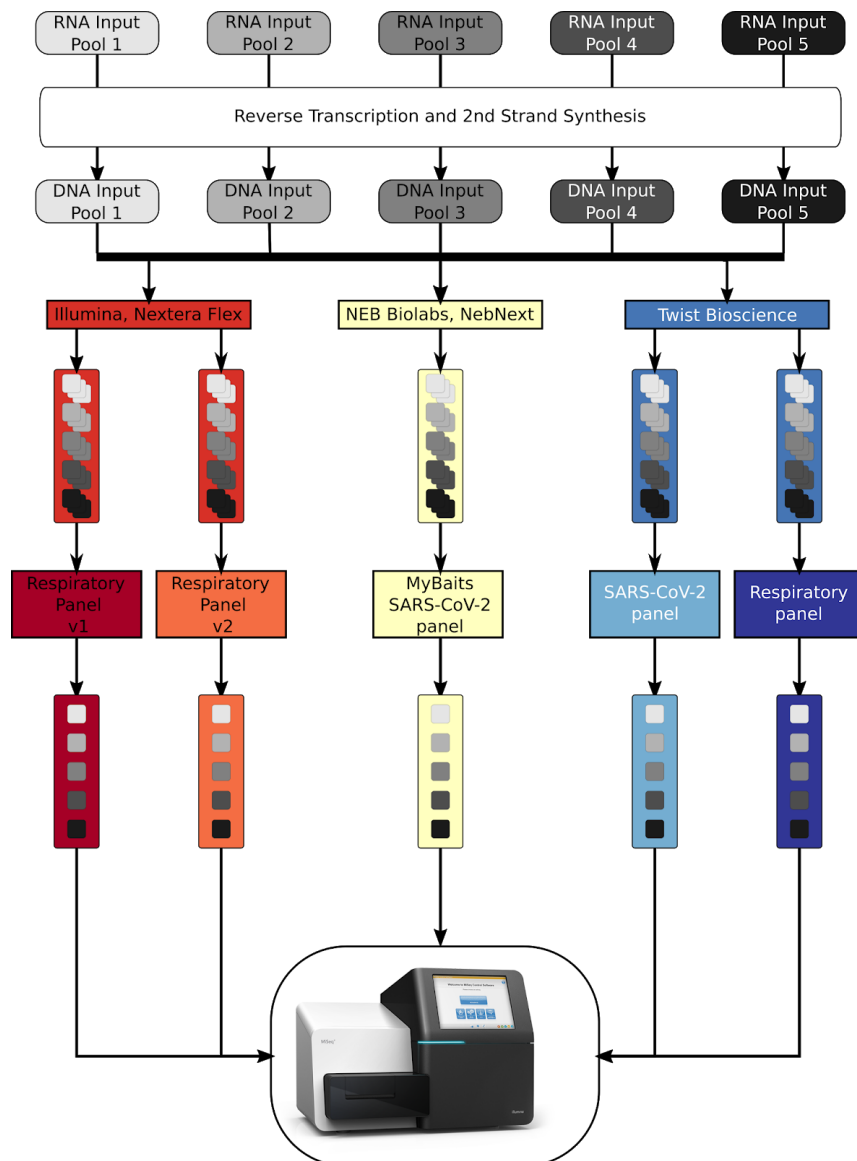 RNA Input
Pool 1
RNA Input
Pool 2
RNA Input
Pool 3
RNA Input
Pool 4
RNA Input
Pool 5
Reverse Transcription and 2nd Strand Synthesis
DNA Input
Pool 1
DNA Input
Pool 2
DNA Input
Pool 3
DNA Input
Pool 4
DNA Input
Pool 5
Illumina, Nextera Flex
NEB Biolabs, NebNext
Twist Bioscience
Respiratory
Panel
v1
Respiratory
Panel
v2
MyBaits
SARS-CoV-2
panel
SARS-CoV-2
panel
Respiratory
panel
MiSeq